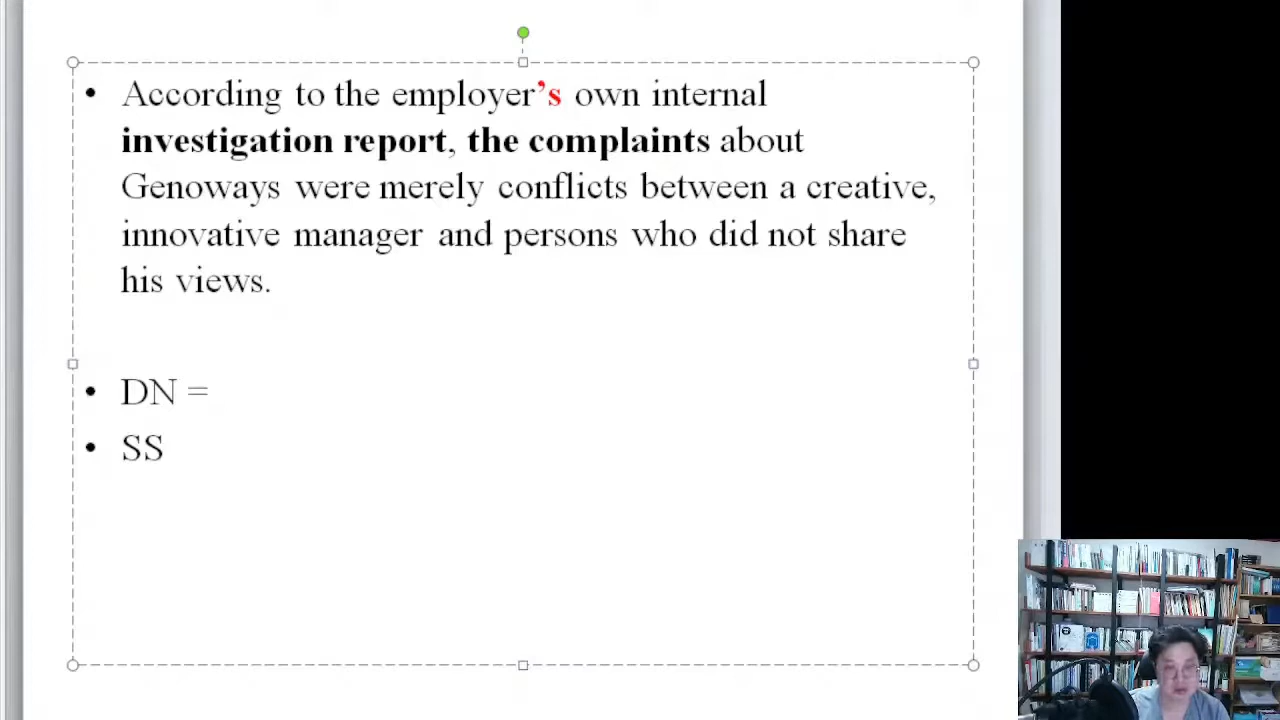 • According to the employer’s own internal
investigation report, the complaints about
Genoways were merely conflicts between a creative,
innovative manager and persons who did not share
his views.
• DN =
• SS